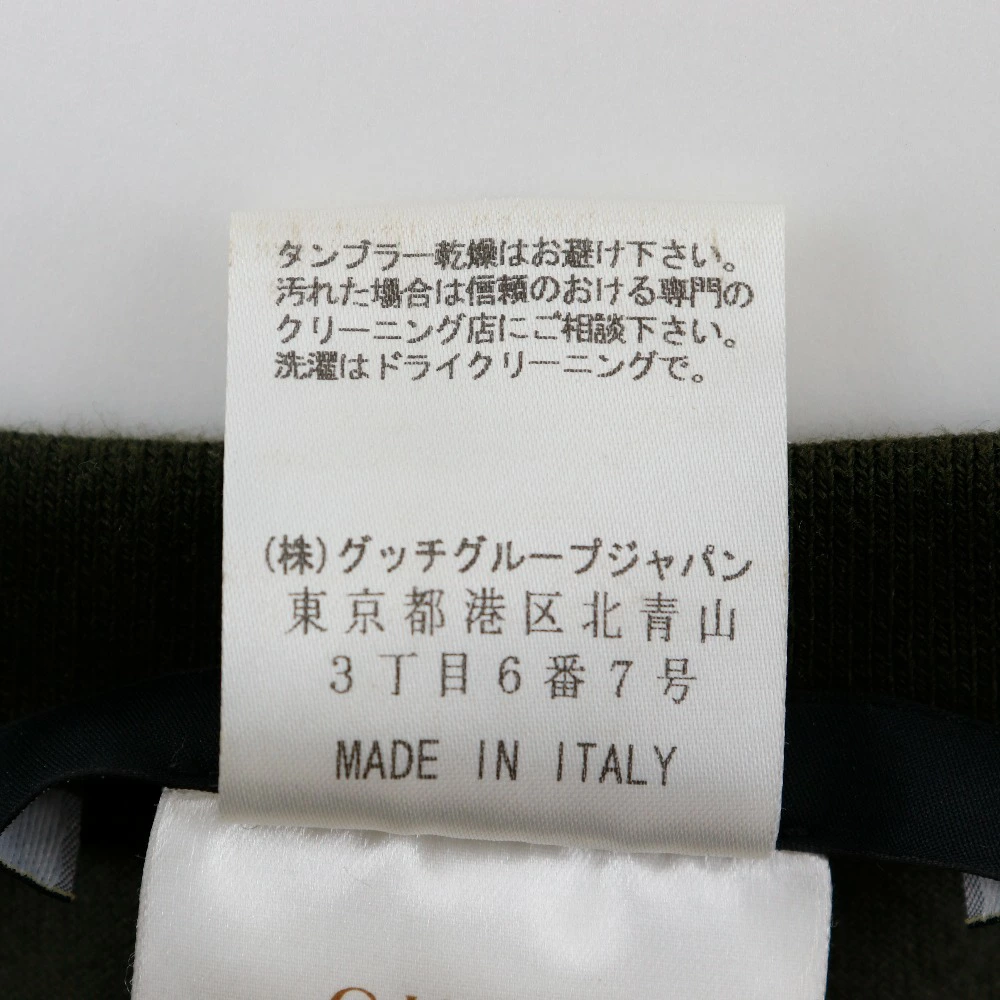 タンブラー乾燥はお避け下さい。
汚れた場合は信頼のおける専門の
クリーニング店にご相談下さい。
洗濯はドライクリーニングで。
(株)グッチグループジャパン
東京都港区北青山
3丁目6番7号
MADE IN ITALY